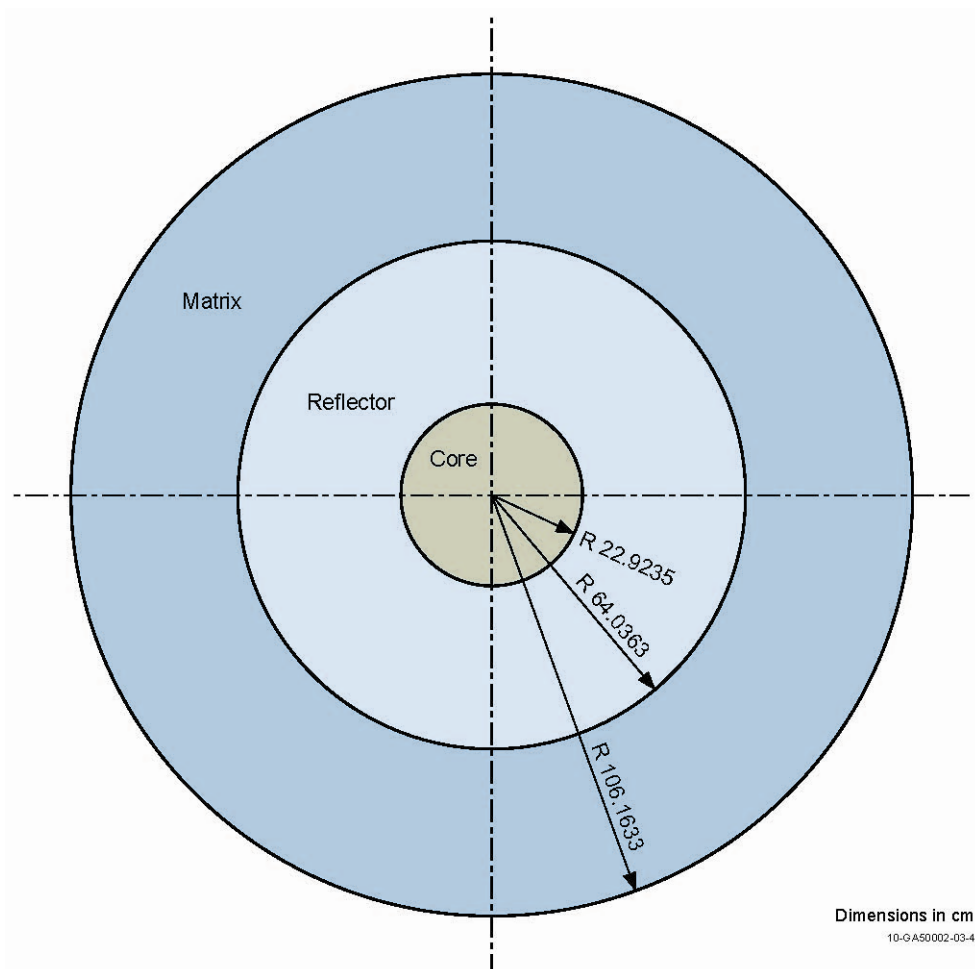 Matrix
Reflector
Core
R 22.9235
R 64.0363
R 106.1633
Dimensions in cm
10-GA50002-03-4